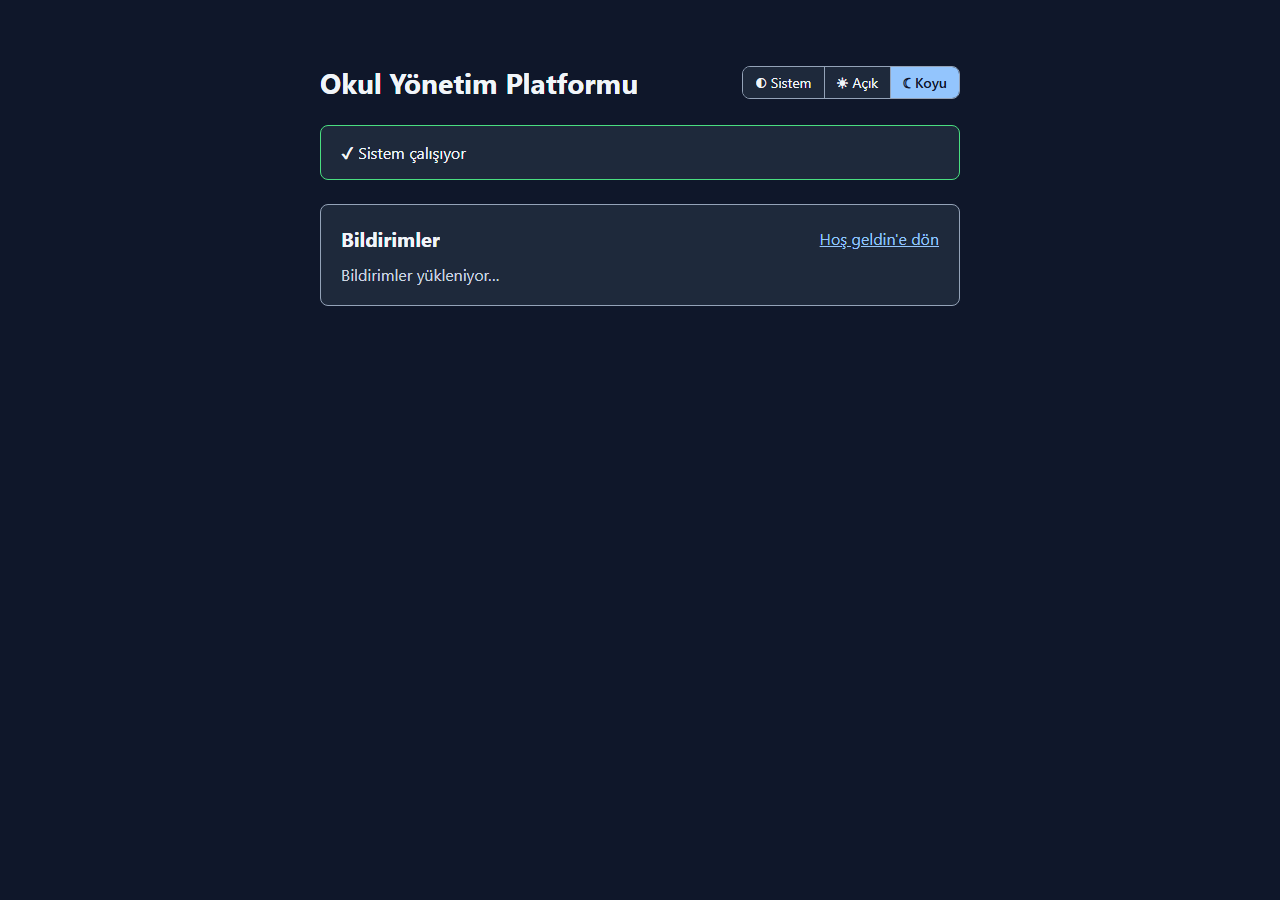 Okul Yönetim Platformu
◐ Sistem ☀ Açık ☾ Koyu
✓ Sistem çalışıyor
Bildirimler
Hoş geldin'e dön
Bildirimler yükleniyor...